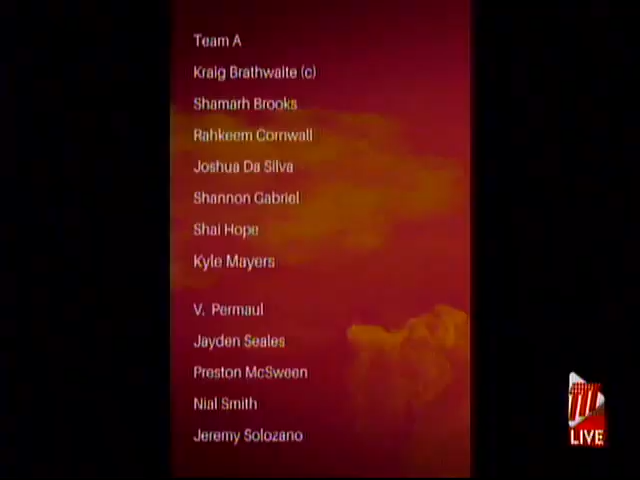 Team A
Kraig Brathwaite (c)
Shamarh Brooks
Rahkeem Cornwall
Joshua Da Silva
Shannon Gabriel
Shai Hope
Kyle Mayers
V. Permaul
Jayden Seales
Preston McSween
Nial Smith
Jeremy Solozano
LIVE